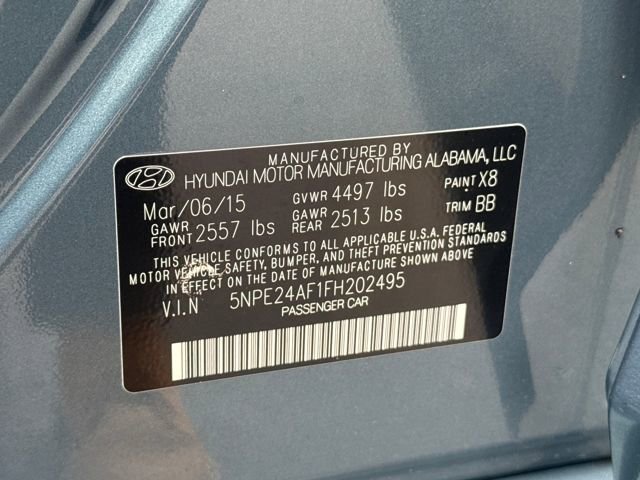 MANUFACTURED BY
HYUNDAI MOTOR MANUFACTURING ALABAMA, LLC
Mar/06/15 GVWR 4497 lbs PAINT X8
GAWR FRONT 2557 lbs GAWR REAR 2513 lbs TRIM BB
THIS VEHICLE CONFORMS TO ALL APPLICABLE U.S.A. FEDERAL
MOTOR VEHICLE SAFETY, BUMPER, AND THEFT PREVENTION STANDARDS
IN EFFECT ON THE DATE OF MANUFACTURE SHOWN ABOVE.
V.I.N 5NPE24AF1FH202495
PASSENGER CAR